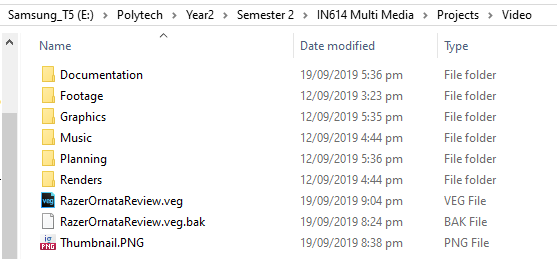 Samsung_T5 (E:) > Polytech > Year2 > Semester 2 > IN614 Multi Media > Projects > Video
Name Date modified Type
Documentation 19/09/2019 5:36 pm File folder
Footage 12/09/2019 3:23 pm File folder
Graphics 19/09/2019 5:35 pm File folder
Music 12/09/2019 4:44 pm File folder
Planning 12/09/2019 5:36 pm File folder
Renders 12/09/2019 4:44 pm File folder
RazerOrnataReview.veg 19/09/2019 9:04 pm VEG File
RazerOrnataReview.veg.bak 19/09/2019 8:24 pm BAK File
Thumbnail.PNG 19/09/2019 8:38 pm PNG File